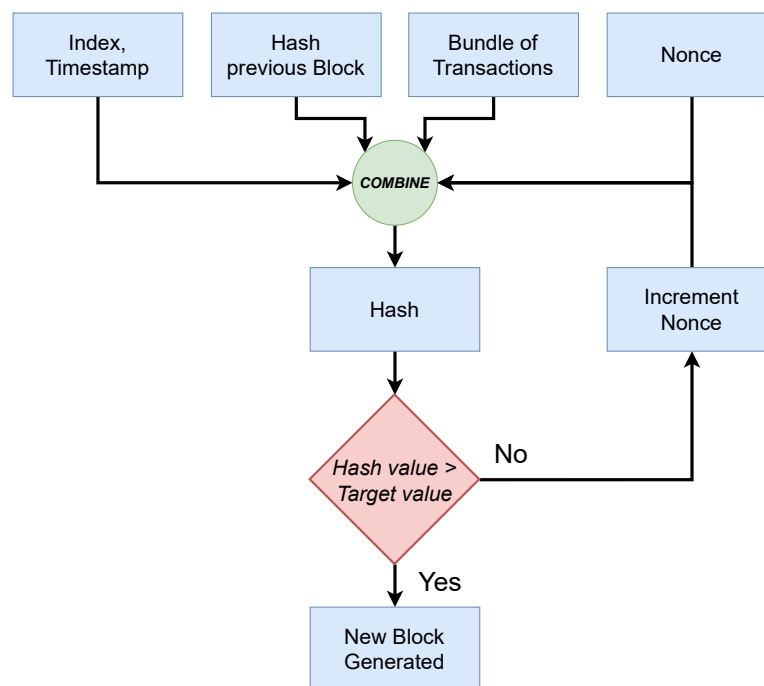 Index,
Timestamp
Hash
previous Block
Bundle of
Transactions
Nonce
COMBINE
Hash
Increment
Nonce
Hash value >
Target value
No
Yes
New Block
Generated